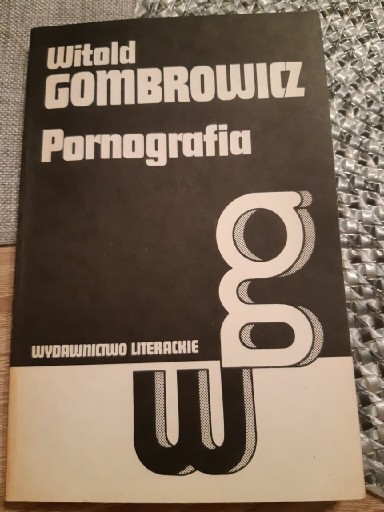 Witold
GOMBROWICZ
Pornografia
WYDAWNICTWO LITERACKIE
g
w